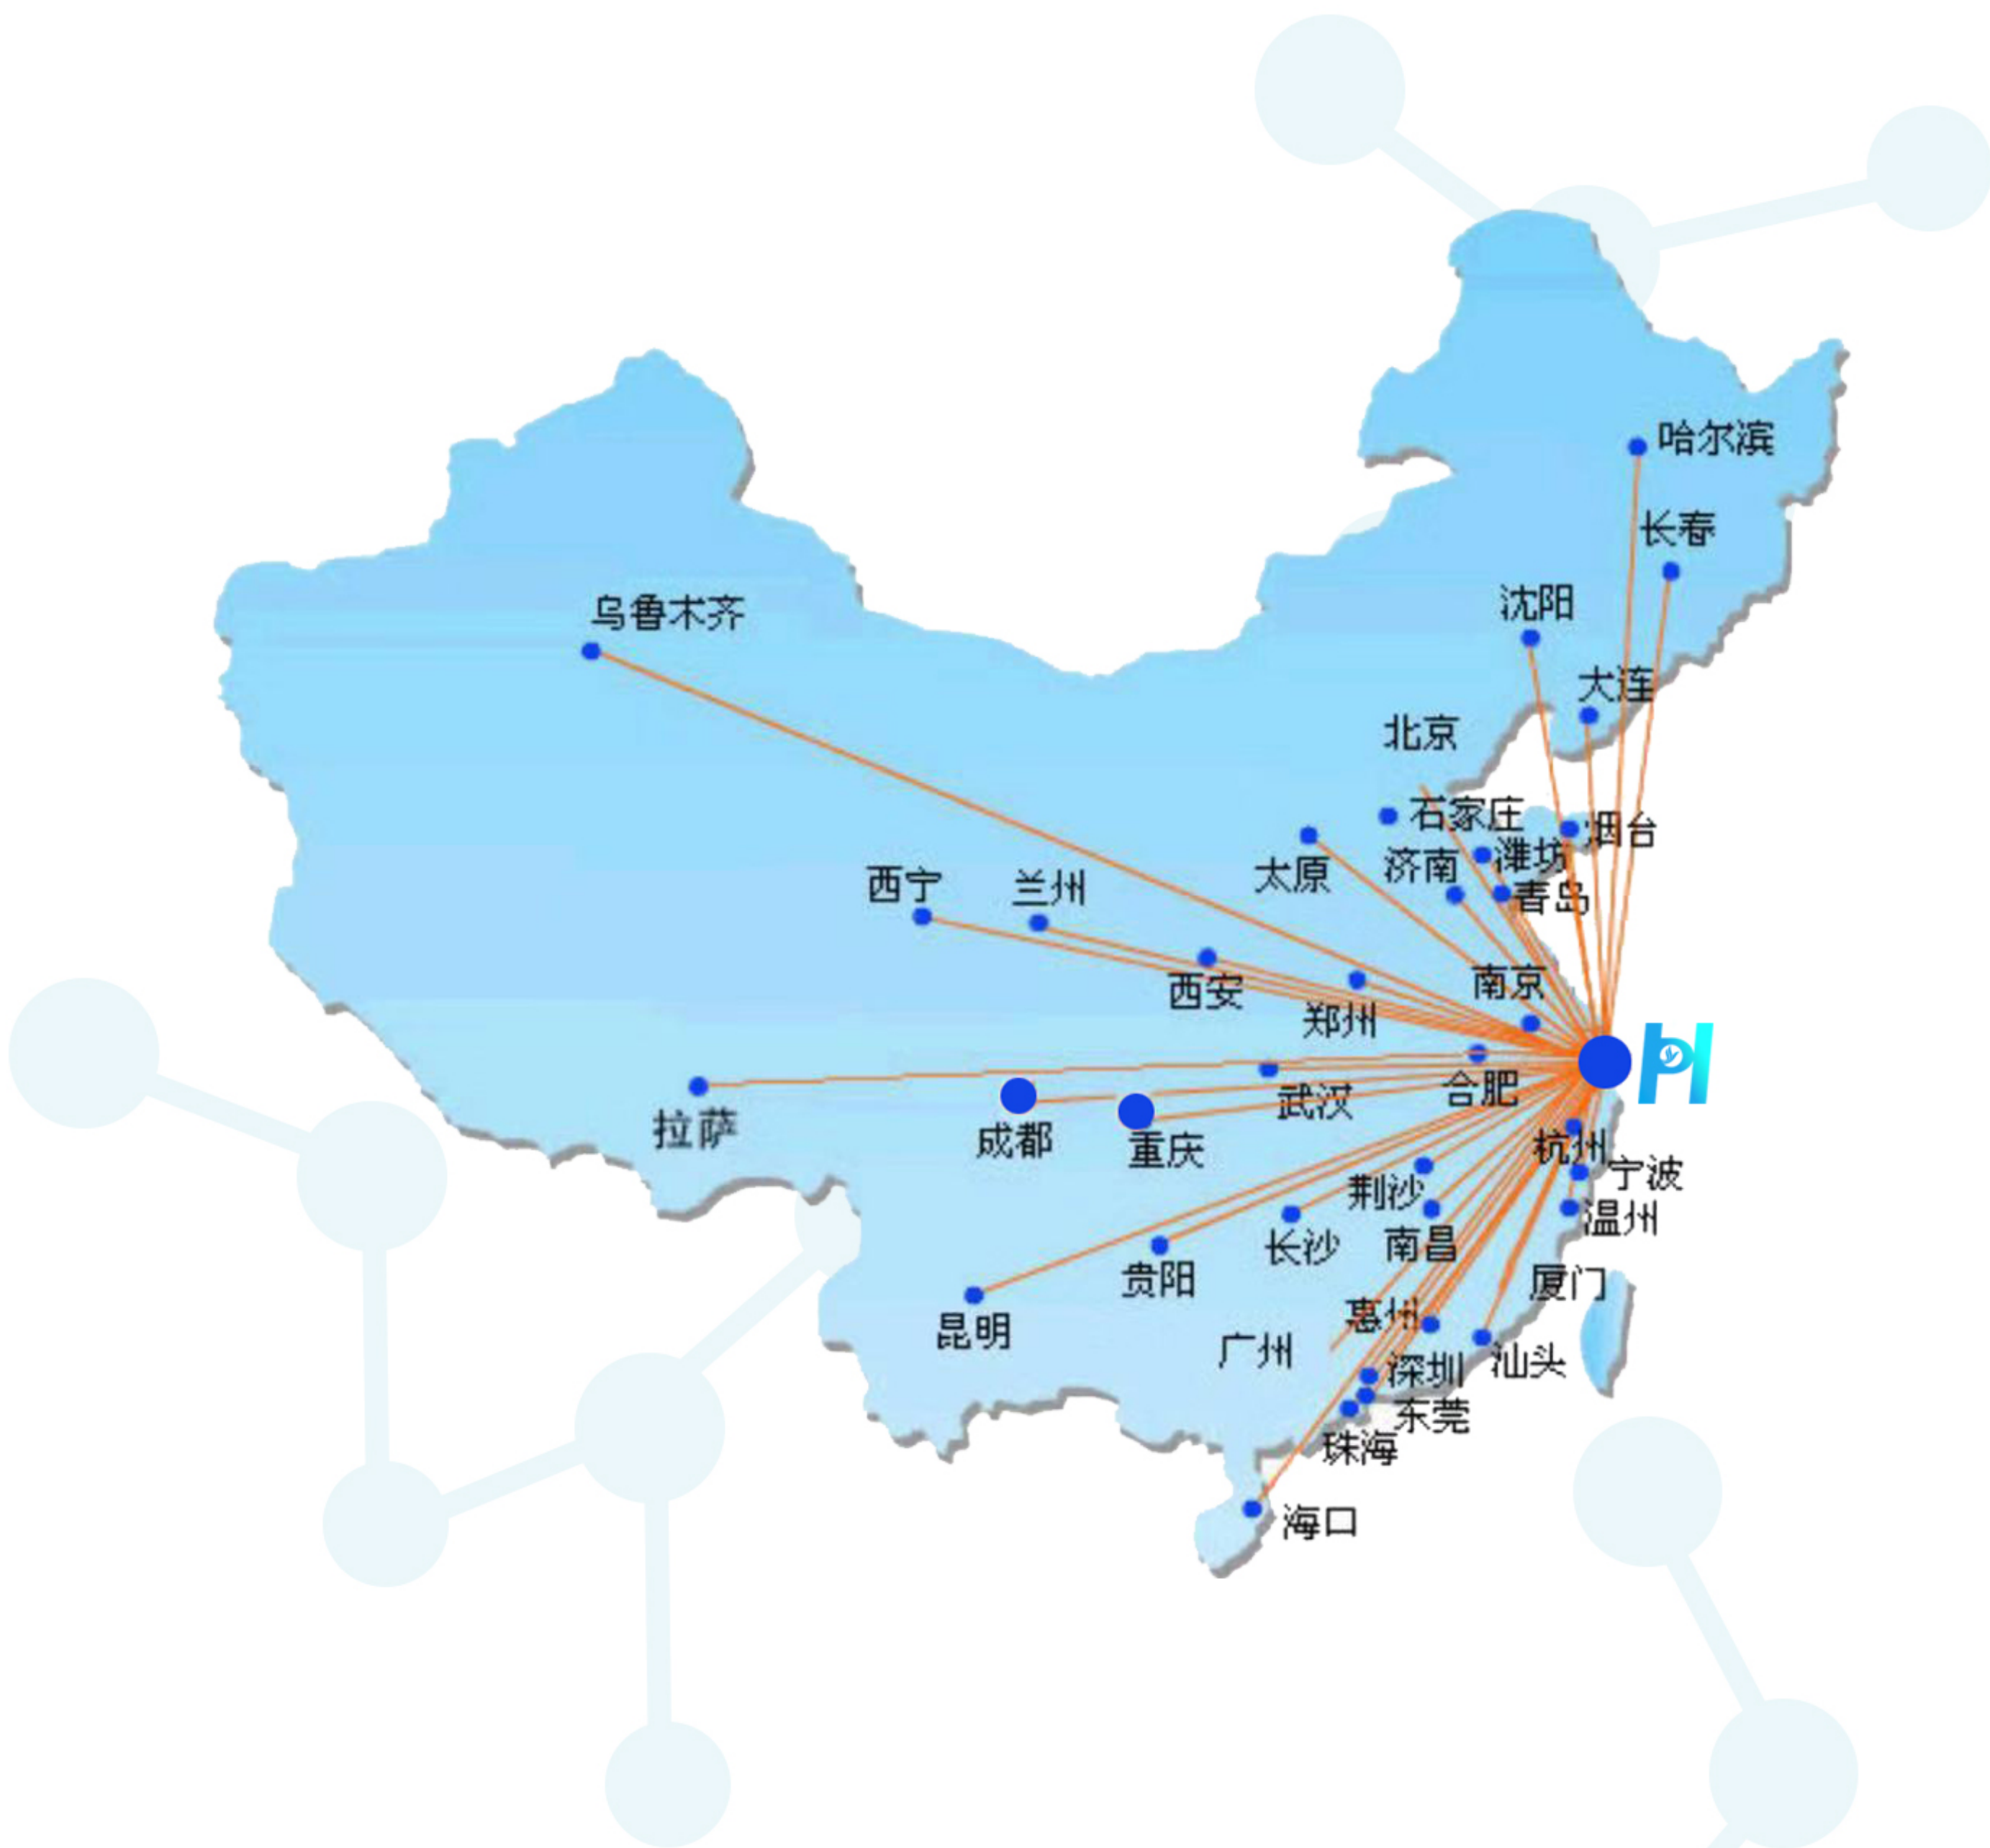 哈尔滨
长春
沈阳
乌鲁木齐
大连
北京
石家庄
烟台
潍坊
济南
太原
西宁
兰州
青岛
南京
西安
郑州
合肥
武汉
拉萨
成都
重庆
杭州
宁波
荆沙
温州
长沙
南昌
贵阳
厦门
惠州
昆明
广州
汕头
深圳
东莞
珠海
海口